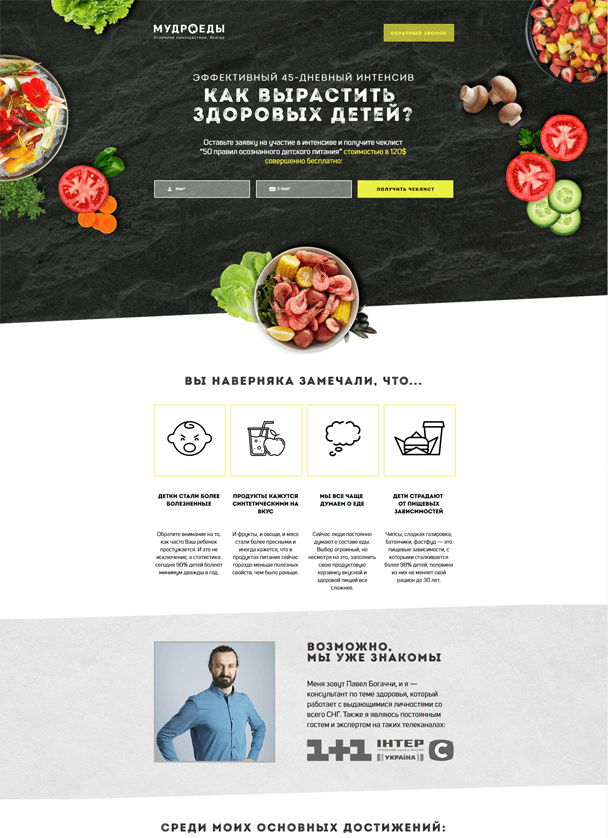 МУДРОЕДЫ
Отличное самочувствие. Всегда
ОБРАТНЫЙ ЗВОНОК
ЭФФЕКТИВНЫЙ 45-ДНЕВНЫЙ ИНТЕНСИВ
КАК ВЫРАСТИТЬ
ЗДОРОВЫХ ДЕТЕЙ?
Оставьте заявку на участие в интенсиве и получите чеклист
"50 правил осознанного детского питания" стоимостью в 120$
совершенно бесплатно:
Имя*
E-Mail*
ПОЛУЧИТЬ ЧЕКЛИСТ
ВЫ НАВЕРНЯКА ЗАМЕЧАЛИ, ЧТО...
ДЕТКИ СТАЛИ БОЛЕЕ
БОЛЕЗНЕННЫЕ
Обратите внимание на то,
как часто Ваш ребенок
простужается. И это не
исключение, а статистика:
сегодня 90% детей болеют
минимум дважды в год.
ПРОДУКТЫ КАЖУТСЯ
СИНТЕТИЧЕСКИМИ НА
ВКУС
И фрукты, и овощи, и мясо
стали более пресными и
иногда кажется, что в
продуктах питания сейчас
гораздо меньше полезных
свойств, чем было раньше.
МЫ ВСЕ ЧАЩЕ
ДУМАЕМ О ЕДЕ
Сейчас люди постоянно
думают о составе еды.
Выбор огромный, но
несмотря на это, заполнить
свою продуктовую
корзинку вкусной и
здоровой пищей все
сложнее.
ДЕТИ СТРАДАЮТ
ОТ ПИЩЕВЫХ
ЗАВИСИМОСТЕЙ
Чипсы, сладкая газировка,
батончики, фастфуд — это
пищевые зависимости, с
которыми сталкивается
более 98% детей, половина
из них не меняет свой
рацион до 30 лет.
ВОЗМОЖНО,
МЫ УЖЕ ЗНАКОМЫ
Меня зовут Павел Богаччи, и я —
консультант по теме здоровья, который
работает с выдающимися личностями со
всего СНГ. Также я являюсь постоянным
гостем и экспертом на таких телеканалах:
1+1
ІНТЕР
УКРАЇНА
С
СРЕДИ МОИХ ОСНОВНЫХ ДОСТИЖЕНИЙ: